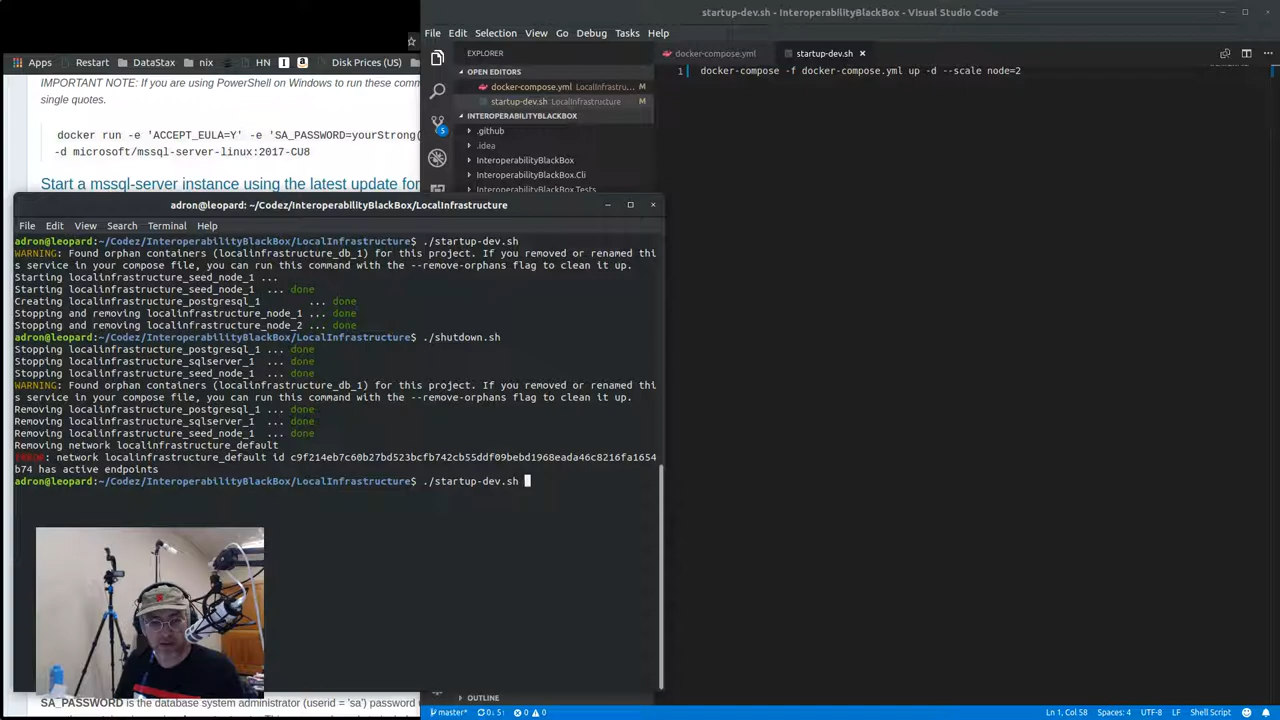 startup-dev.sh - InteroperabilityBlackBox - Visual Studio Code
File Edit Selection View Go Debug Tasks Help
Apps Restart DataStax nix HN Disk Prices (US)
IMPORTANT NOTE: If you are using PowerShell on Windows to run these comm
single quotes.
docker run -e 'ACCEPT_EULA=Y' -e 'SA_PASSWORD=yourStrong(
-d microsoft/mssql-server-linux:2017-CU8
Start a mssql-server instance using the latest update for
EXPLORER
OPEN EDITORS
docker-compose.yml LocalInfrastru... M
startup-dev.sh LocalInfrastructure M
INTEROPERABILITYBLACKBOX
.github
.idea
InteroperabilityBlackBox
InteroperabilityBlackBox.Cli
InteroperabilityBlackBox.Tests
5
docker-compose.yml startup-dev.sh
1 docker-compose -f docker-compose.yml up -d --scale node=2
adron@leopard: ~/Codez/InteroperabilityBlackBox/LocalInfrastructure
File Edit View Search Terminal Help
adron@leopard:~/Codez/InteroperabilityBlackBox/LocalInfrastructure$ ./startup-dev.sh
WARNING: Found orphan containers (localinfrastructure_db_1) for this project. If you removed or renamed thi
s service in your compose file, you can run this command with the --remove-orphans flag to clean it up.
Starting localinfrastructure_seed_node_1 ...
Starting localinfrastructure_seed_node_1 ... done
Creating localinfrastructure_postgresql_1 ... done
Stopping and removing localinfrastructure_node_1 ... done
Stopping and removing localinfrastructure_node_2 ... done
adron@leopard:~/Codez/InteroperabilityBlackBox/LocalInfrastructure$ ./shutdown.sh
Stopping localinfrastructure_postgresql_1 ... done
Stopping localinfrastructure_sqlserver_1 ... done
Stopping localinfrastructure_seed_node_1 ... done
WARNING: Found orphan containers (localinfrastructure_db_1) for this project. If you removed or renamed thi
s service in your compose file, you can run this command with the --remove-orphans flag to clean it up.
Removing localinfrastructure_postgresql_1 ... done
Removing localinfrastructure_sqlserver_1 ... done
Removing localinfrastructure_seed_node_1 ... done
Removing network localinfrastructure_default
ERROR: network localinfrastructure_default id c9f214eb7c60b27bd523bcfb742cb55ddf09bebd1968eada46c8216fa1654
b74 has active endpoints
adron@leopard:~/Codez/InteroperabilityBlackBox/LocalInfrastructure$ ./startup-dev.sh
SA_PASSWORD is the database system administrator (userid = 'sa') password
OUTLINE
master* 0↓ 5↑ 0 0
Ln 1, Col 58 Spaces: 4 UTF-8 LF Shell Script